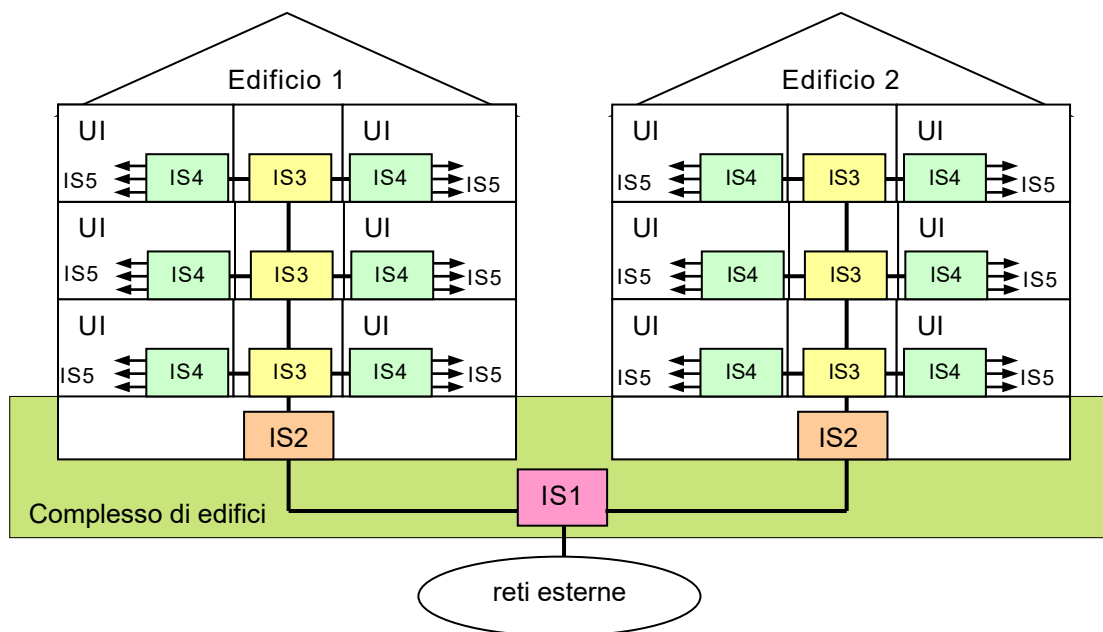 Edificio 1
Edificio 2
UI
UI
UI
UI
IS5
IS4
IS3
IS4
IS5
IS5
IS4
IS3
IS4
IS5
UI
UI
UI
UI
IS5
IS4
IS3
IS4
IS5
IS5
IS4
IS3
IS4
IS5
UI
UI
UI
UI
IS5
IS4
IS3
IS4
IS5
IS5
IS4
IS3
IS4
IS5
IS2
IS2
IS1
Complesso di edifici
reti esterne